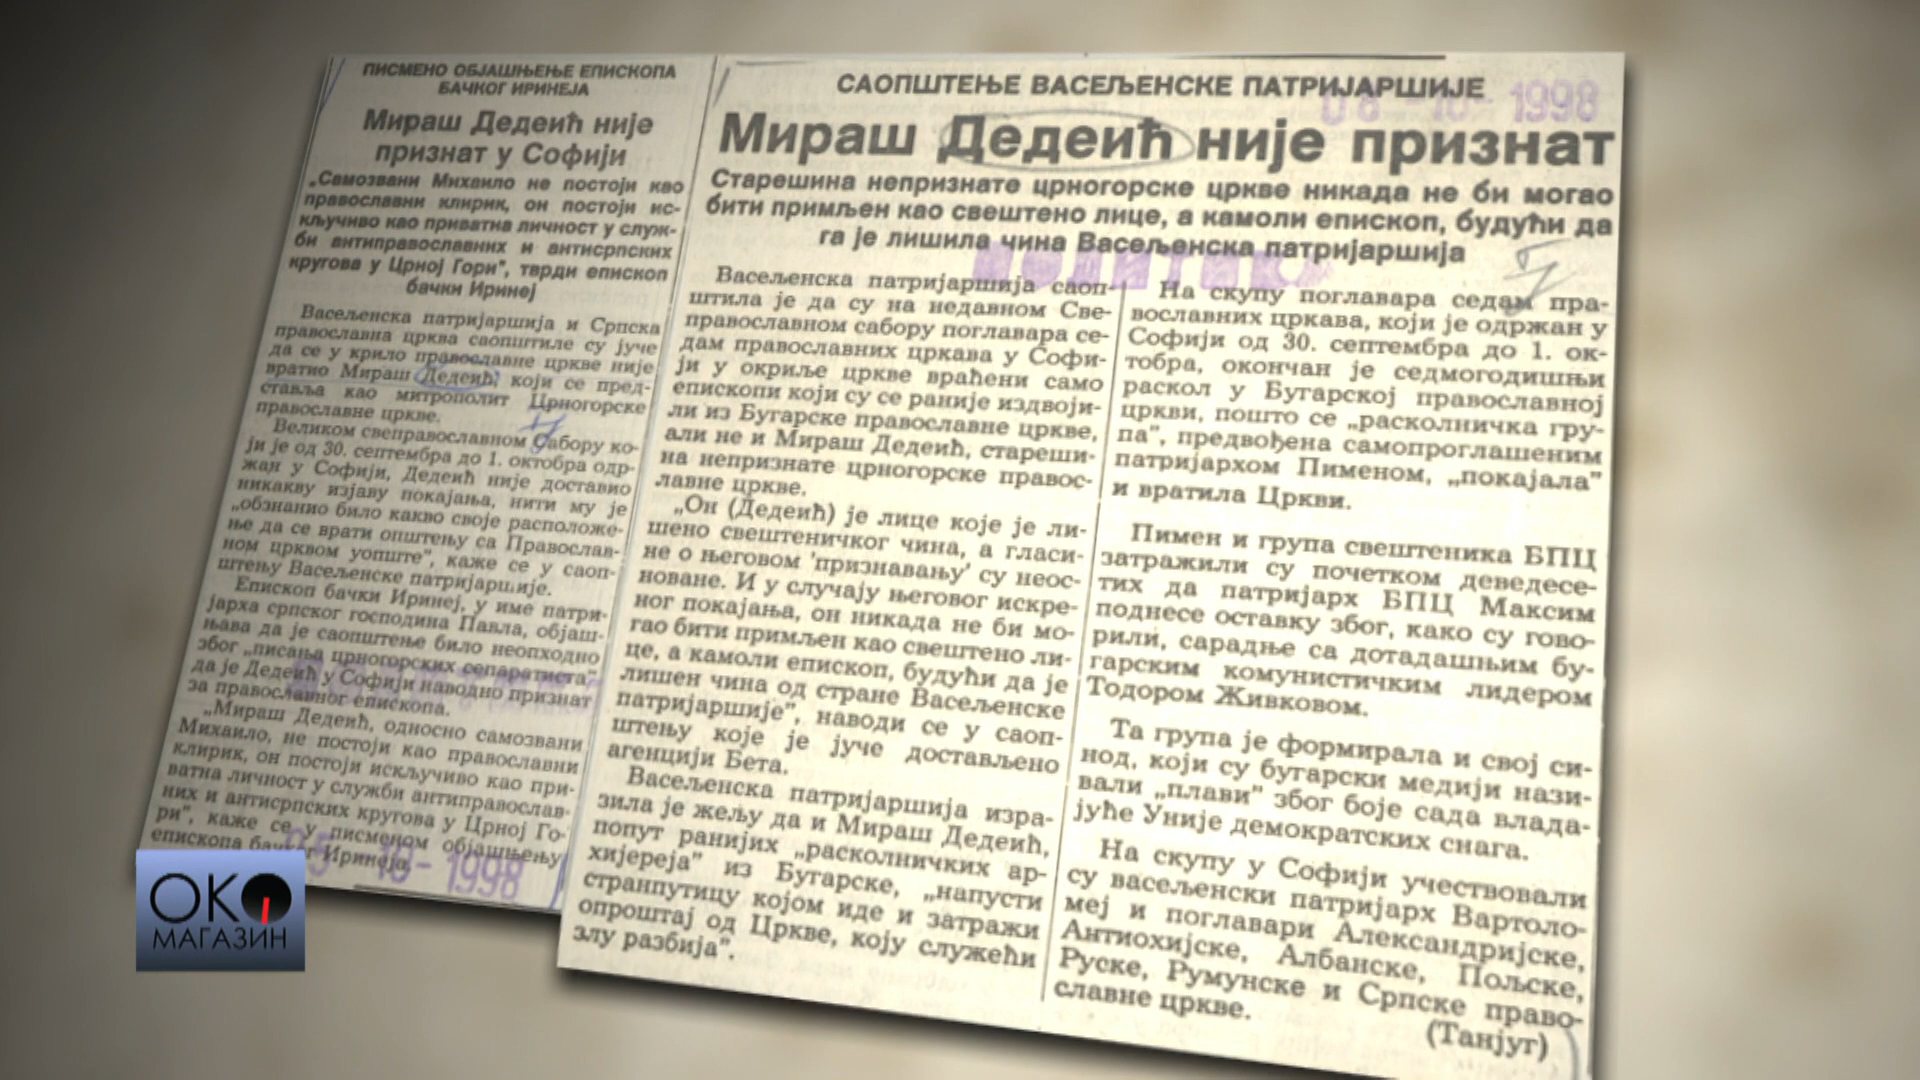 ПИСМЕНО ОБЈАШЊЕЊЕ ЕПИСКОПА
БАЧКОГ ИРИНЕЈА
Мираш Дедеић није
признат у Софији
„Самозвани Михаило не постоји као
православни клирик, он постоји ис-
кључиво као приватна личност у служ-
би антиправославних и антисрпских
кругова у Црној Гори", тврди епископ
бачки Иринеј
Васељенска патријаршија и Српска
православна црква саопштиле су јуче
да се у крило православне цркве није
вратио Мираш Дедеић, који се пред-
ставља као митрополит Црногорске
православне цркве.
Великом свеправославном Сабору ко-
ји је од 30. септембра до 1. октобра одр-
жан у Софији, Дедеић није доставио
никакву изјаву покајања, нити му је
„обзнанио било какво своје расположе-
ње да се врати општењу са Православ-
ном црквом уопште", каже се у саоп-
штењу Васељенске патријаршије.
Епископ бачки Иринеј, у име патри-
јарха српског господина Павла, објаш-
њава да је саопштење било неопходно
због „писања црногорских сепаратиста"
да је Дедеић у Софији наводно признат
за православног епископа.
„Мираш Дедеић, односно самозвани
Михаило, не постоји као православни
клирик, он постоји искључиво као при-
ватна личност у служби антиправослав-
них и антисрпских кругова у Црној Го-
ри", каже се у писменом објашњењу
епископа бачког Иринеја.
10-1998
САОПШТЕЊЕ ВАСЕЉЕНСКЕ ПАТРИЈАРШИЈЕ
08-10-1998
Мираш Дедеић није признат
Старешина непризнате црногорске цркве никада не би могао
бити примљен као свештено лице, а камоли епископ, будући да
га је лишила чина Васељенска патријаршија
ПОЛИТИКА
Васељенска патријаршија саоп-
штила је да су на недавном Све-
православном сабору поглавара се-
дам православних цркава у Софи-
ји у окриље цркве враћени само
епископи који су се раније издвоји-
ли из Бугарске православне цркве,
али не и Мираш Дедеић, стареши-
на непризнате црногорске правос-
лавне цркве.
„Он (Дедеић) је лице које је ли-
шено свештеничког чина, а гласи-
не о његовом 'признавању' су неос-
новане. И у случају његовог искре-
ног покајања, он никада не би мо-
гао бити примљен као свештено ли-
це, а камоли епископ, будући да је
лишен чина од стране Васељенске
патријаршије", наводи се у саоп-
штењу које је јуче достављено
агенцији Бета.
Васељенска патријаршија изра-
зила је жељу да и Мираш Дедеић,
попут ранијих „расколничких ар-
хијереја" из Бугарске, „напусти
странпутицу којом иде и затражи
опроштај од Цркве, коју служећи
злу разбија".
На скупу поглавара седам пра-
вославних цркава, који је одржан у
Софији од 30. септембра до 1. ок-
тобра, окончан је седмогодишњи
раскол у Бугарској православној
цркви, пошто се „расколничка гру-
па", предвођена самопроглашеним
патријархом Пименом, „покајала"
и вратила Цркви.
Пимен и група свештеника БПЦ
затражили су почетком деведесе-
тих да патријарх БПЦ Максим
поднесе оставку због, како су гово-
рили, сарадње са дотадашњим бу-
гарским комунистичким лидером
Тодором Живковом.
Та група је формирала и свој си-
нод, који су бугарски медији нази-
вали „плави" због боје сада влада-
јуће Уније демократских снага.
На скупу у Софији учествовали
су васељенски патријарх Вартоло-
меј и поглавари Александријске,
Антиохијске, Албанске, Пољске,
Руске, Румунске и Српске право-
славне цркве.
(Танјуг)
ОКО
МАГАЗИН